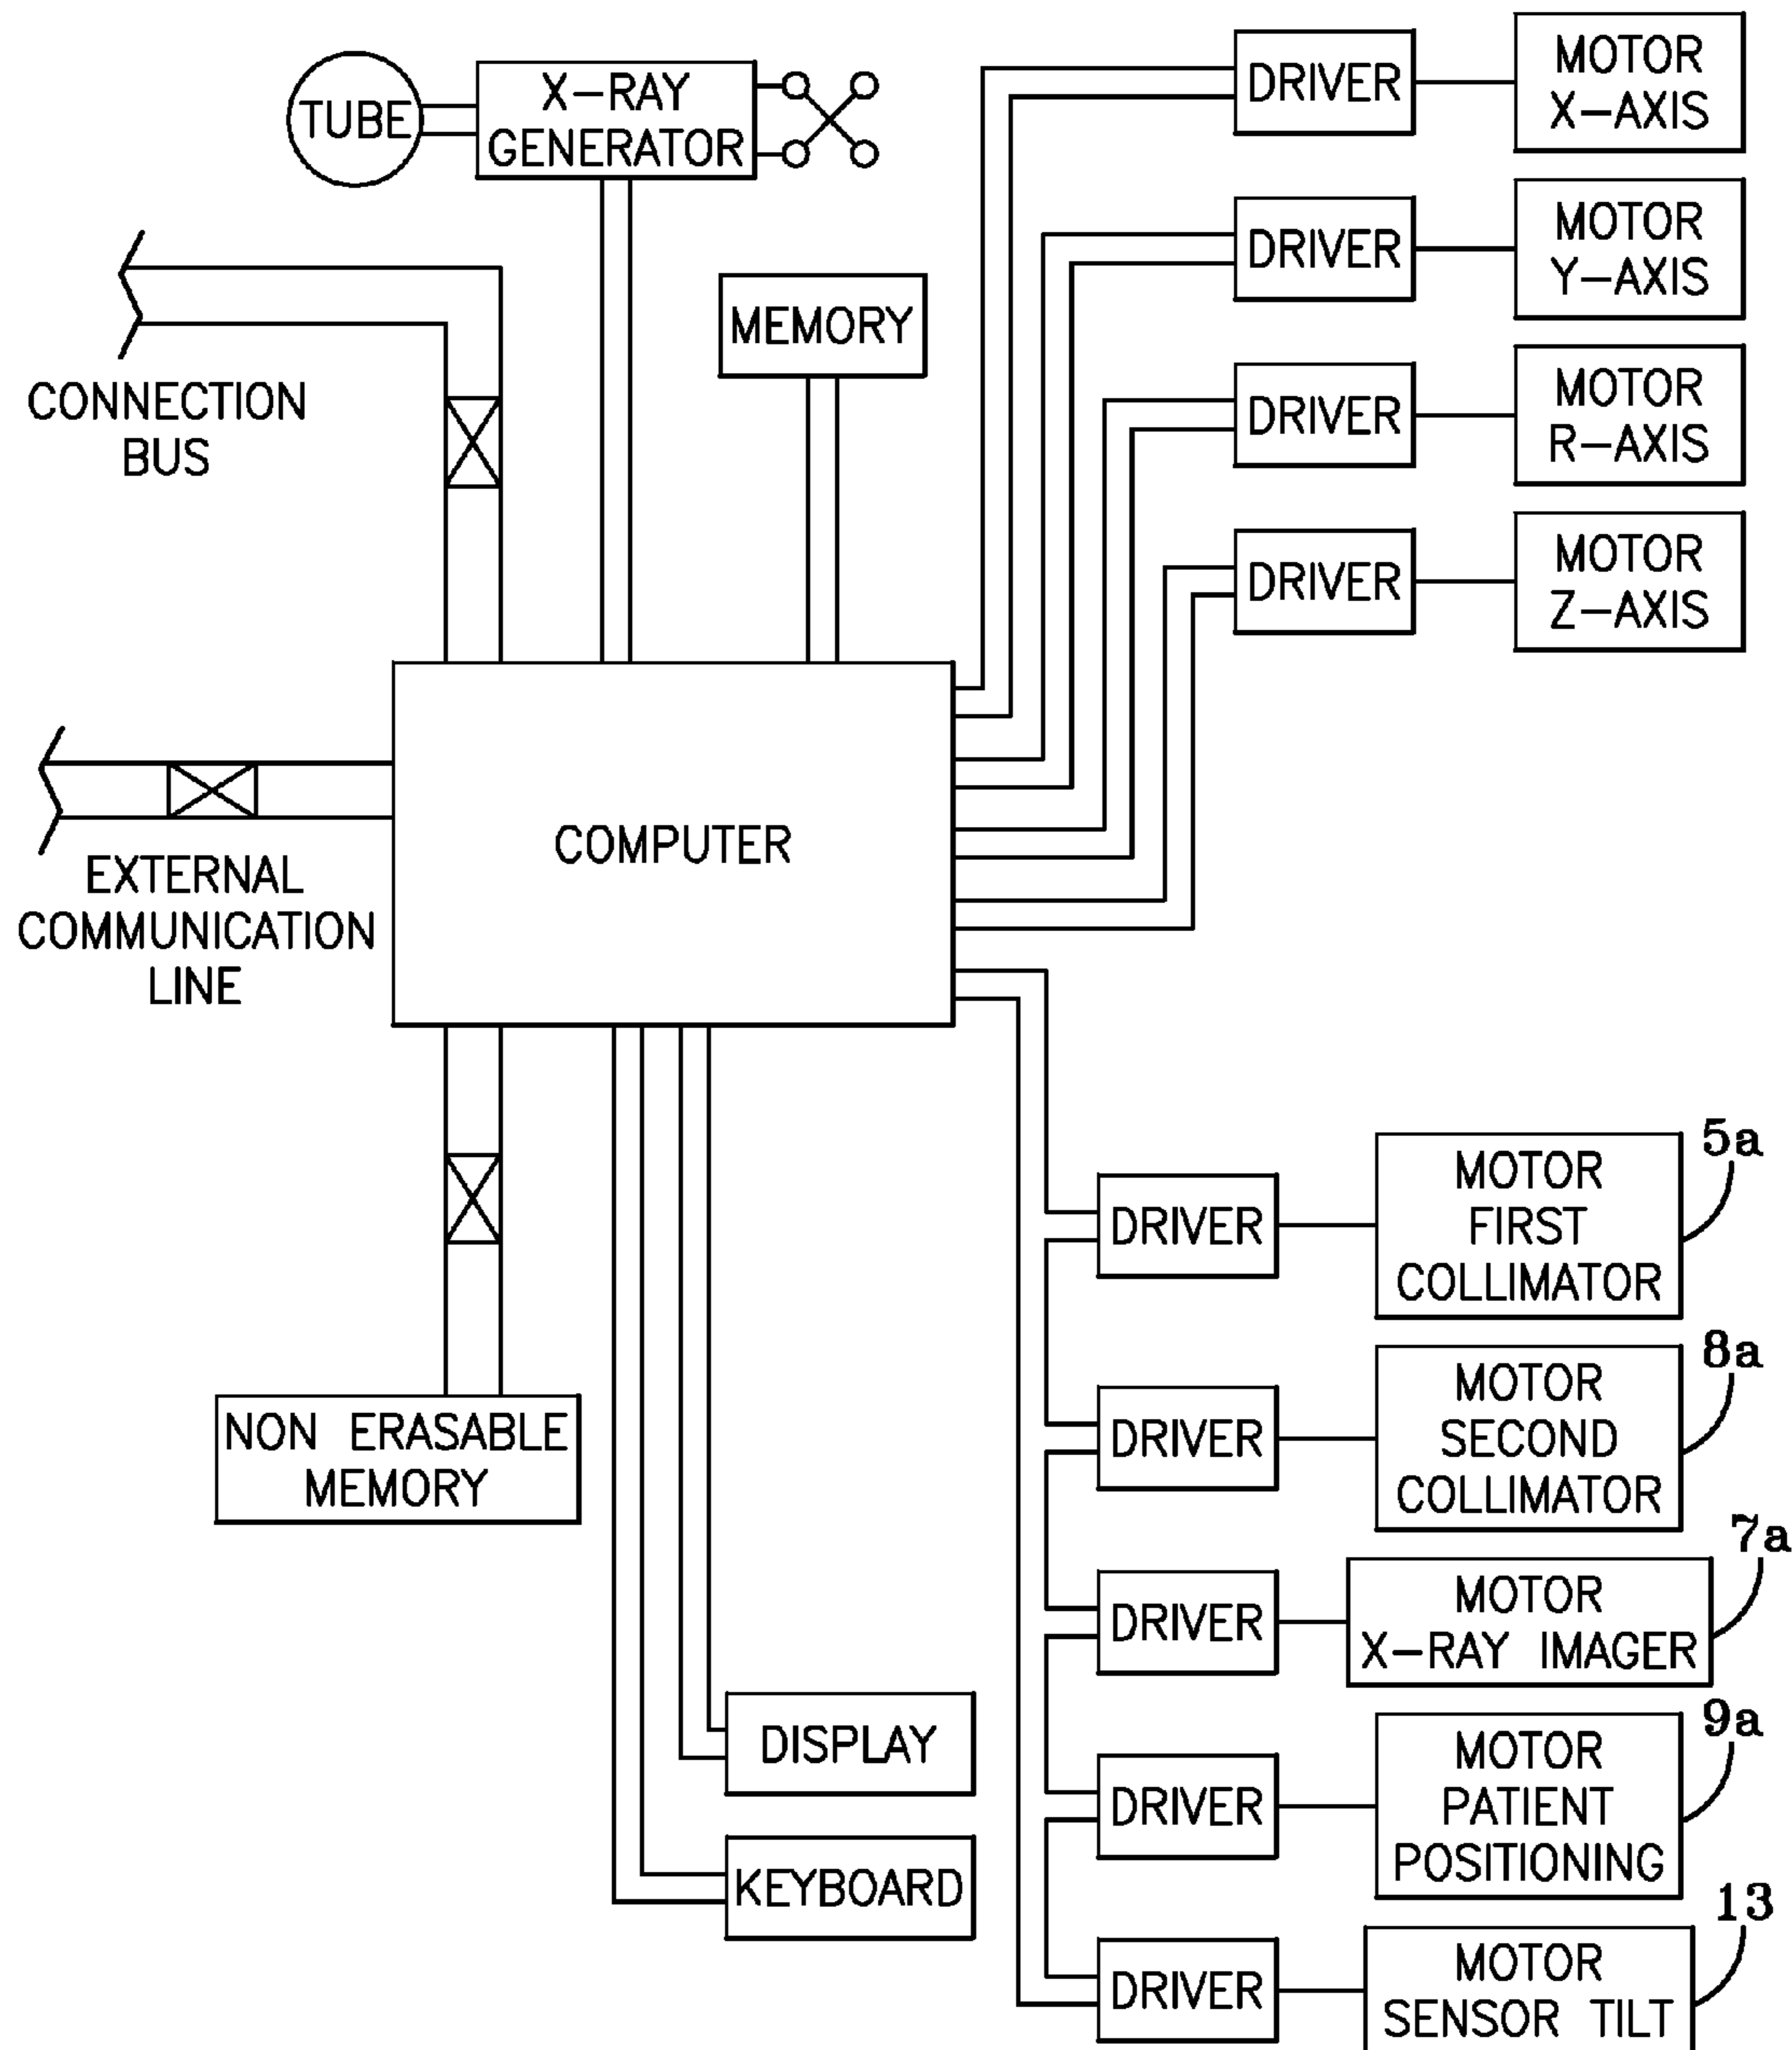 TUBE
X-RAY
GENERATOR
DRIVER
MOTOR
X-AXIS
DRIVER
MOTOR
Y-AXIS
MEMORY
CONNECTION
BUS
DRIVER
MOTOR
R-AXIS
DRIVER
MOTOR
Z-AXIS
COMPUTER
EXTERNAL
COMMUNICATION
LINE
DRIVER
MOTOR
FIRST
COLLIMATOR
5a
DRIVER
MOTOR
SECOND
COLLIMATOR
8a
NON ERASABLE
MEMORY
DRIVER
MOTOR
X-RAY IMAGER
7a
DISPLAY
DRIVER
MOTOR
PATIENT
POSITIONING
9a
KEYBOARD
DRIVER
MOTOR
SENSOR TILT
13